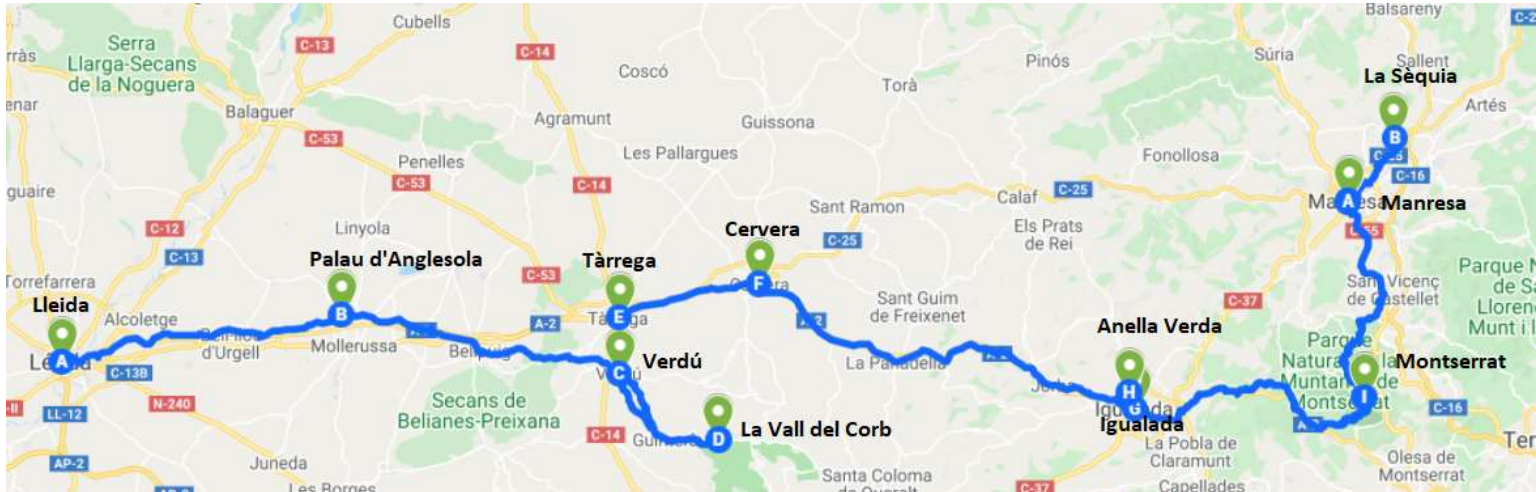 Cubells
Balsareny
C-13
C-14
Serra
Llarga-Secans
de la Noguera
Coscó
Pinós
Súria
Sallent
La Sèquia
Torà
Artés
Balaguer
Agramunt
Guissona
C-53
Penelles
Les Pallargues
Fonollosa
B
C-16
C-53
C-14
C-25
Calaf
A
Manresa
Sant Ramon
Cervera
Els Prats
de Rei
C-55
C-12
Linyola
C-25
C-13
Palau d'Anglesola
Tàrrega
C-53
F
Torrefarrera
Lleida
Alcoletge
B
E
A-2
Sant Guim
de Freixenet
C-37
Anella Verda
Mollerussa
d'Urgell
Bellpuig
Verdú
La Panadella
Montserrat
A
C-13B
C
H
I
N-240
Secans de
Belianes-Preixana
G
Igualada
LL-12
C-14
D
La Vall del Corb
C-16
La Pobla de
Claramunt
AP-2
Juneda
Olesa de
Montserrat
Les Borges
Santa Coloma
C-37
Capellades